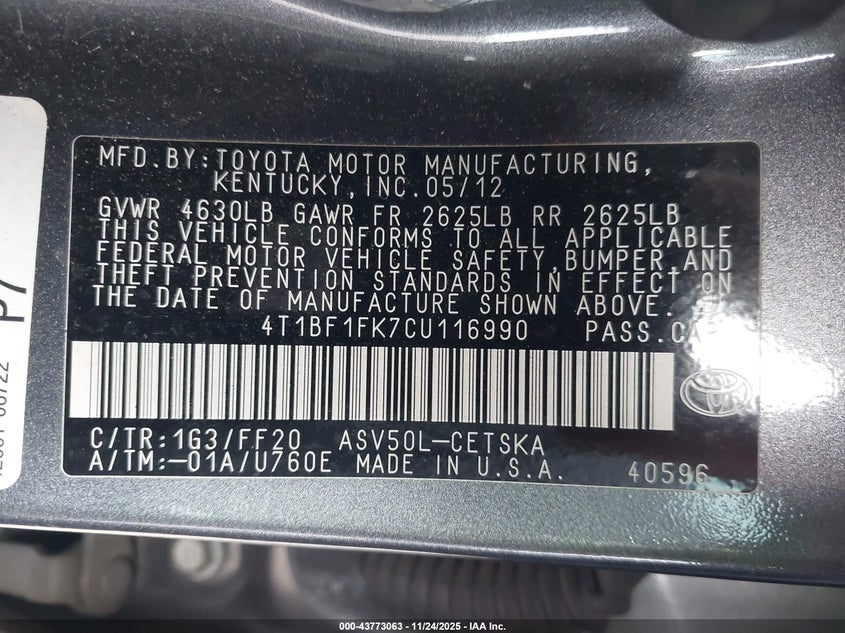 MFD.BY:TOYOTA MOTOR MANUFACTURING,
KENTUCKY,INC.05/12
GVWR 4630LB GAWR FR 2625LB RR 2625LB
THIS VEHICLE CONFORMS TO ALL APPLICABLE
FEDERAL MOTOR VEHICLE SAFETY,BUMPER,AND
THEFT PREVENTION STANDARDS IN EFFECT ON
THE DATE OF MANUFACTURE SHOWN ABOVE.
4T1BF1FK7CU116990 PASS.CAR
C/TR:1G3/FF20 ASV50L-CETSKA
A/TM:-01A/U760E MADE IN U.S.A. 40596
P7
000-43773063 - 11/24/2025 - IAA Inc.